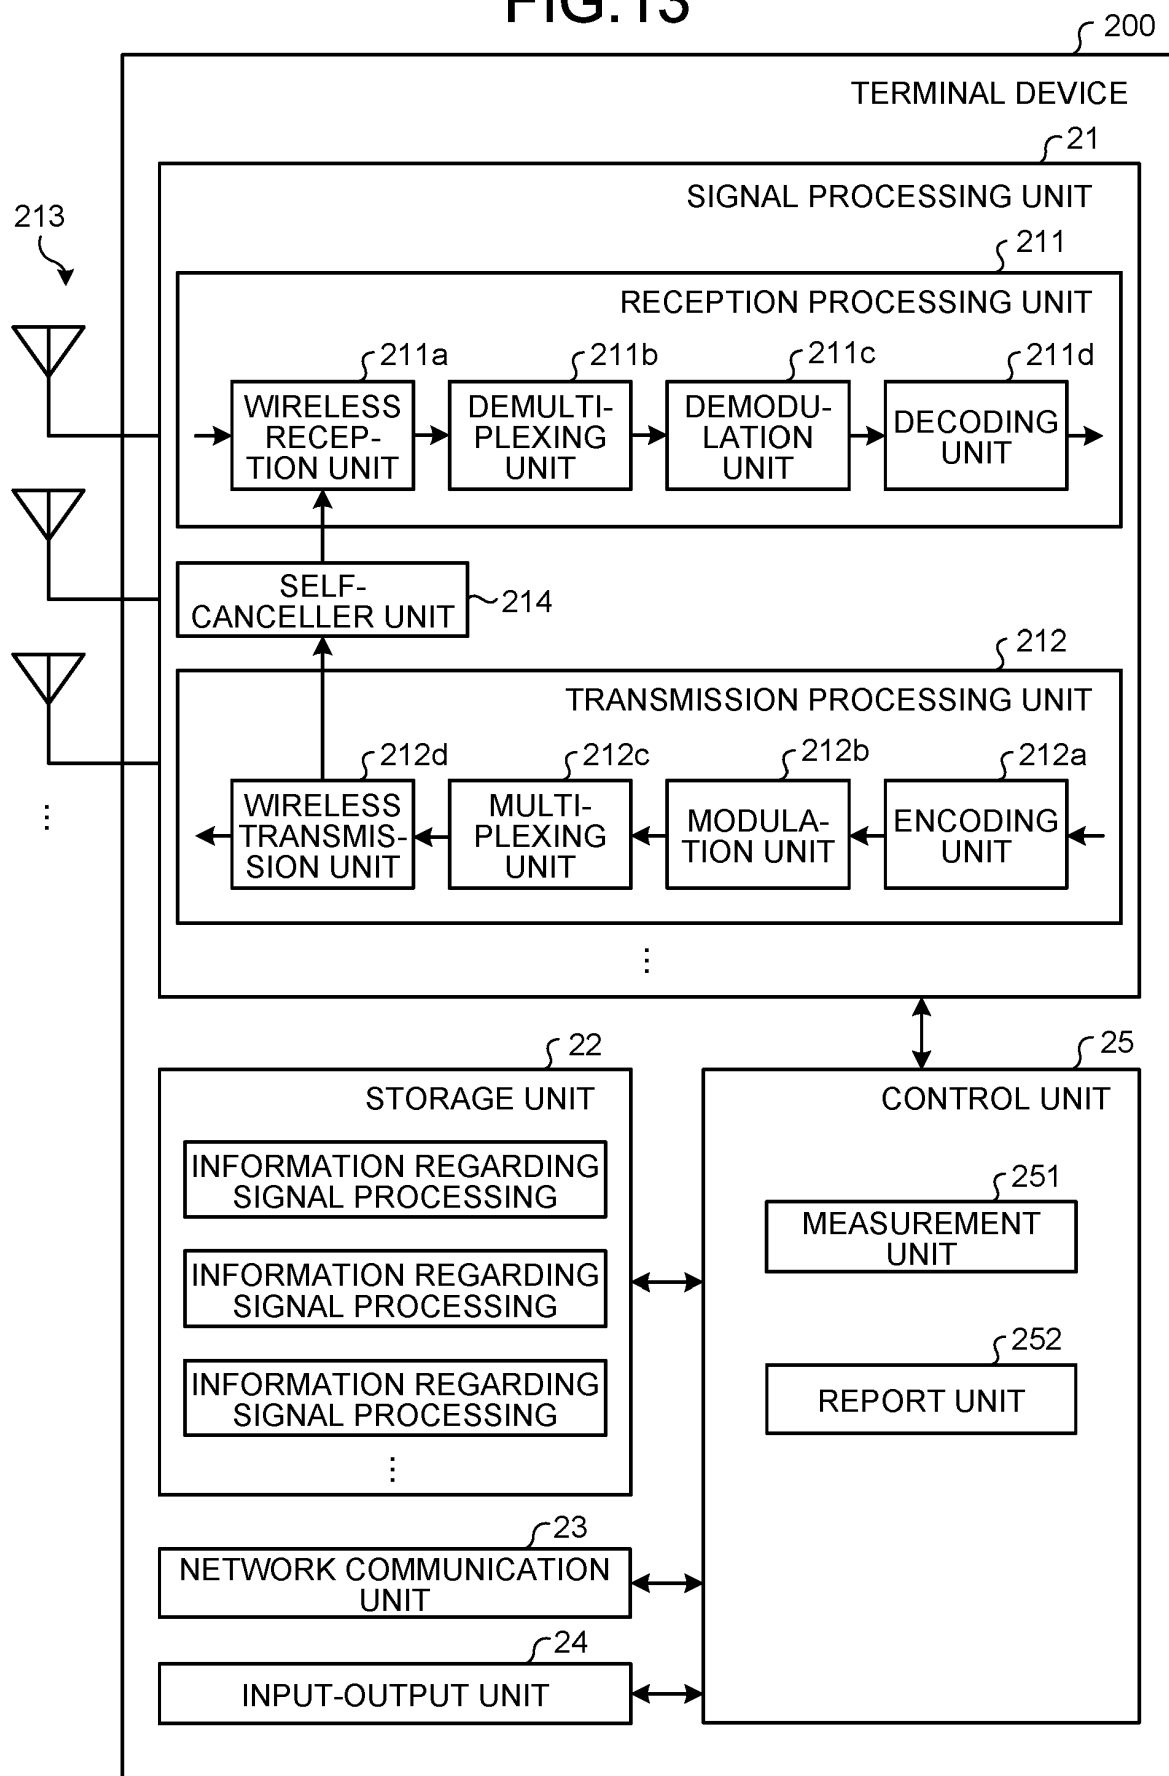 FIG.13
200
TERMINAL DEVICE
21
SIGNAL PROCESSING UNIT
213
211
RECEPTION PROCESSING UNIT
211a
211b
211c
211d
WIRELESS
RECEP-
TION UNIT
DEMULTI-
PLEXING
UNIT
DEMODU-
LATION
UNIT
DECODING
UNIT
SELF-
CANCELLER UNIT
214
212
TRANSMISSION PROCESSING UNIT
212d
212c
212b
212a
WIRELESS
TRANSMIS-
SION UNIT
MULTI-
PLEXING
UNIT
MODULA-
TION UNIT
ENCODING
UNIT
...
...
22
STORAGE UNIT
INFORMATION REGARDING
SIGNAL PROCESSING
INFORMATION REGARDING
SIGNAL PROCESSING
INFORMATION REGARDING
SIGNAL PROCESSING
...
25
CONTROL UNIT
251
MEASUREMENT
UNIT
252
REPORT UNIT
23
NETWORK COMMUNICATION
UNIT
24
INPUT-OUTPUT UNIT